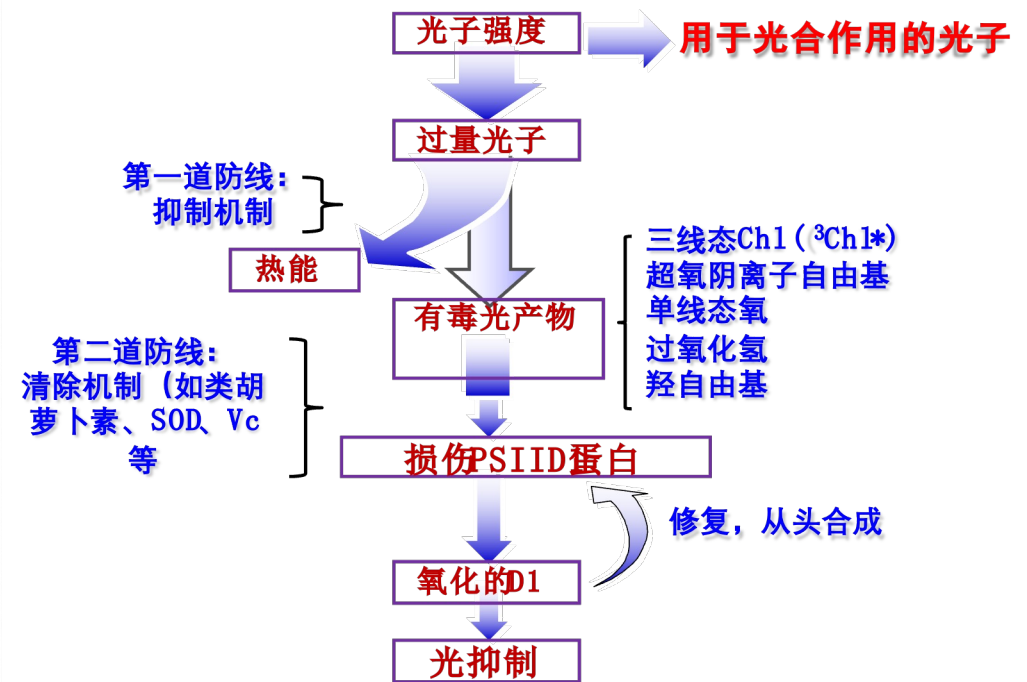 光子强度
用于光合作用的光子
过量光子
第一道防线：
抑制机制
热能
三线态Chl(³Chl*)
超氧阴离子自由基
单线态氧
过氧化氢
羟自由基
有毒光产物
第二道防线：
清除机制（如类胡
萝卜素、SOD、Vc
等
损伤PSIID1蛋白
修复，从头合成
氧化的D1
光抑制